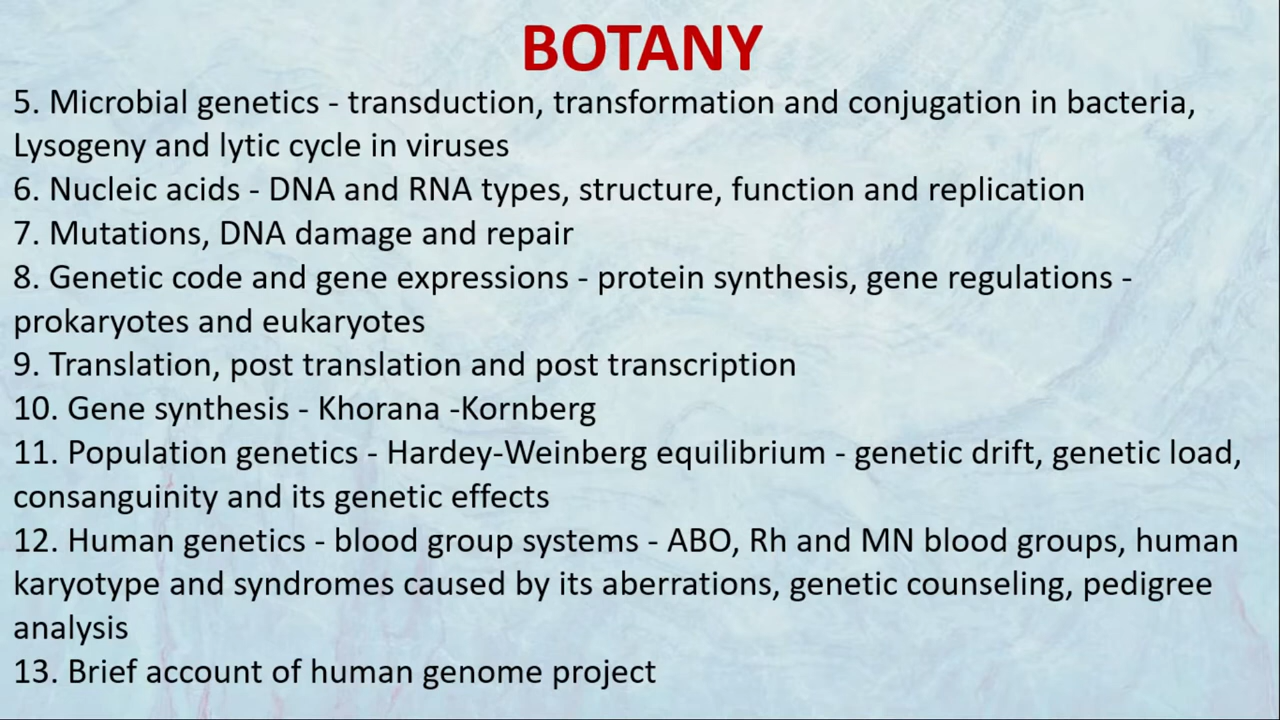 BOTANY
5. Microbial genetics - transduction, transformation and conjugation in bacteria,
Lysogeny and lytic cycle in viruses
6. Nucleic acids - DNA and RNA types, structure, function and replication
7. Mutations, DNA damage and repair
8. Genetic code and gene expressions - protein synthesis, gene regulations -
prokaryotes and eukaryotes
9. Translation, post translation and post transcription
10. Gene synthesis - Khorana -Kornberg
11. Population genetics - Hardey-Weinberg equilibrium - genetic drift, genetic load,
consanguinity and its genetic effects
12. Human genetics - blood group systems - ABO, Rh and MN blood groups, human
karyotype and syndromes caused by its aberrations, genetic counseling, pedigree
analysis
13. Brief account of human genome project